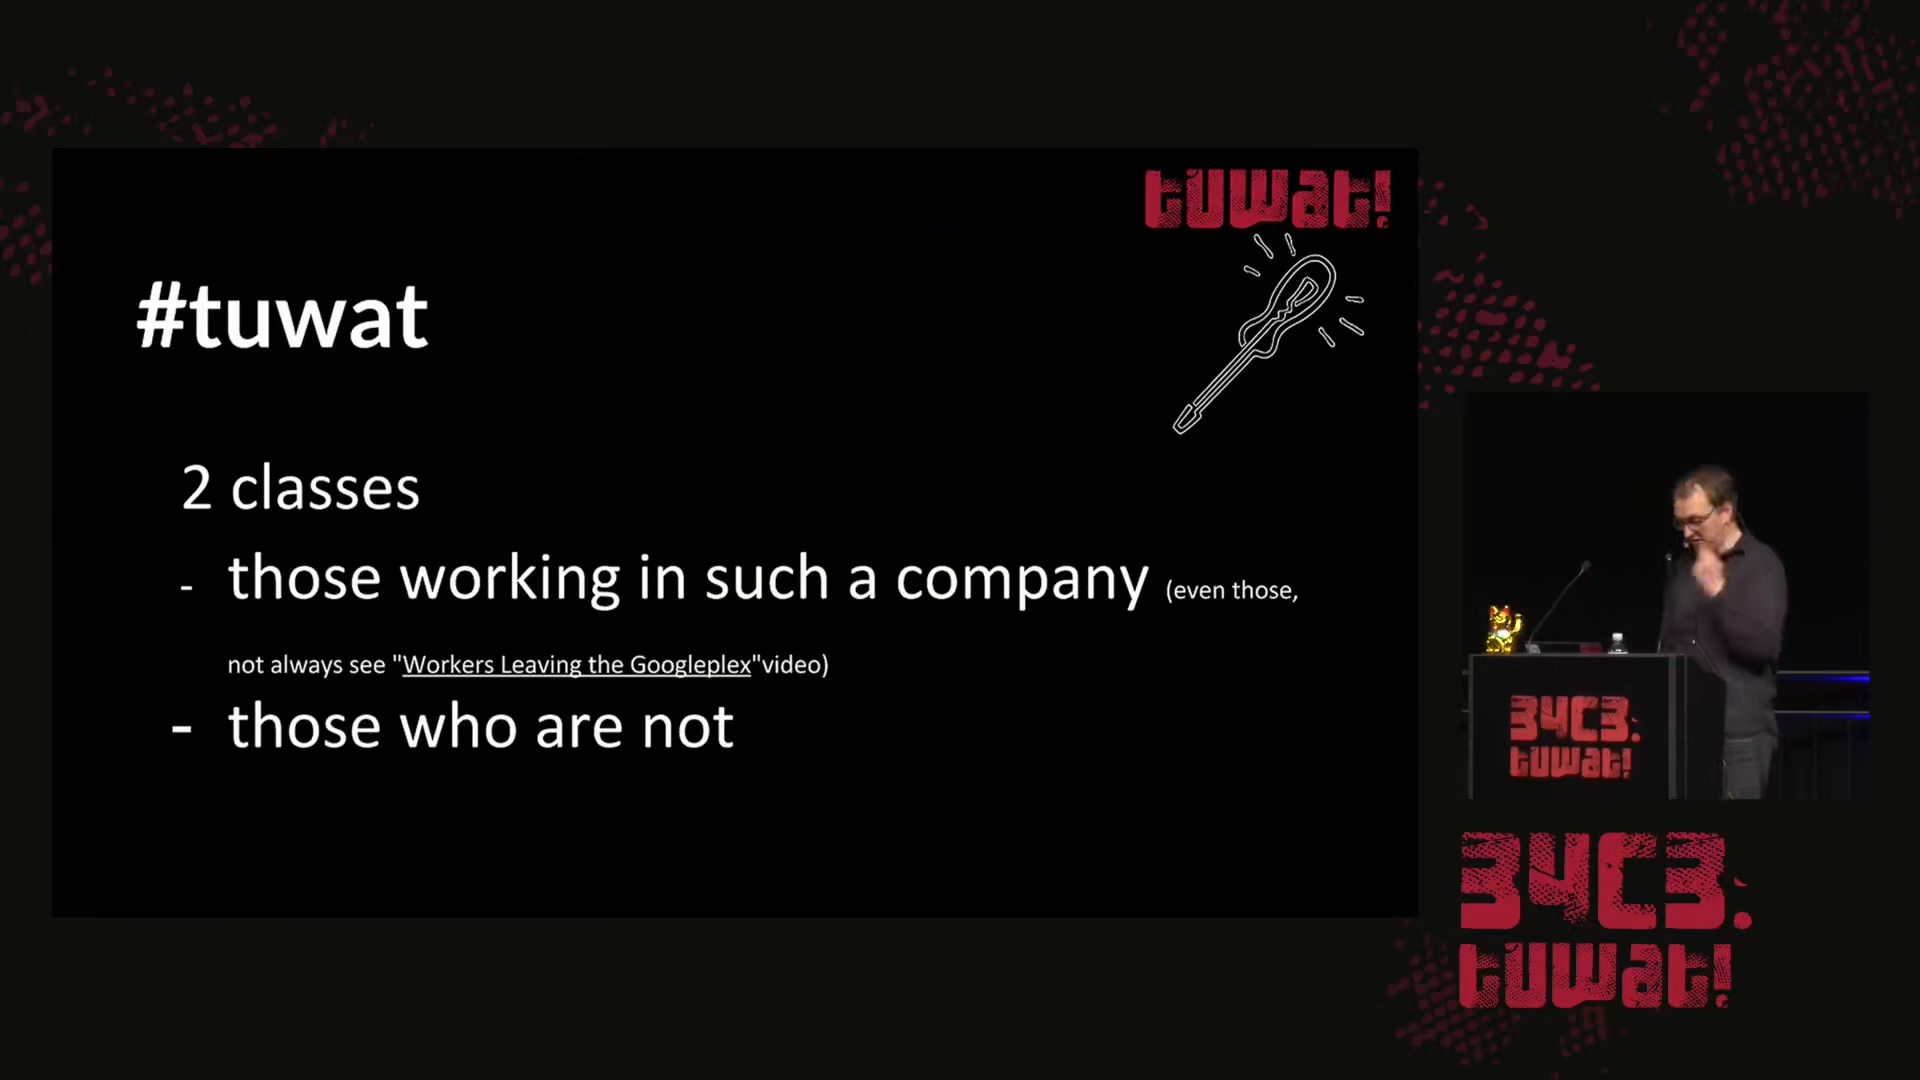 tuwat!
#tuwat
2 classes
- those working in such a company (even those,
not always see "Workers Leaving the Googleplex"video)
- those who are not
34C3.
tuwat!
34C3.
tuwat!